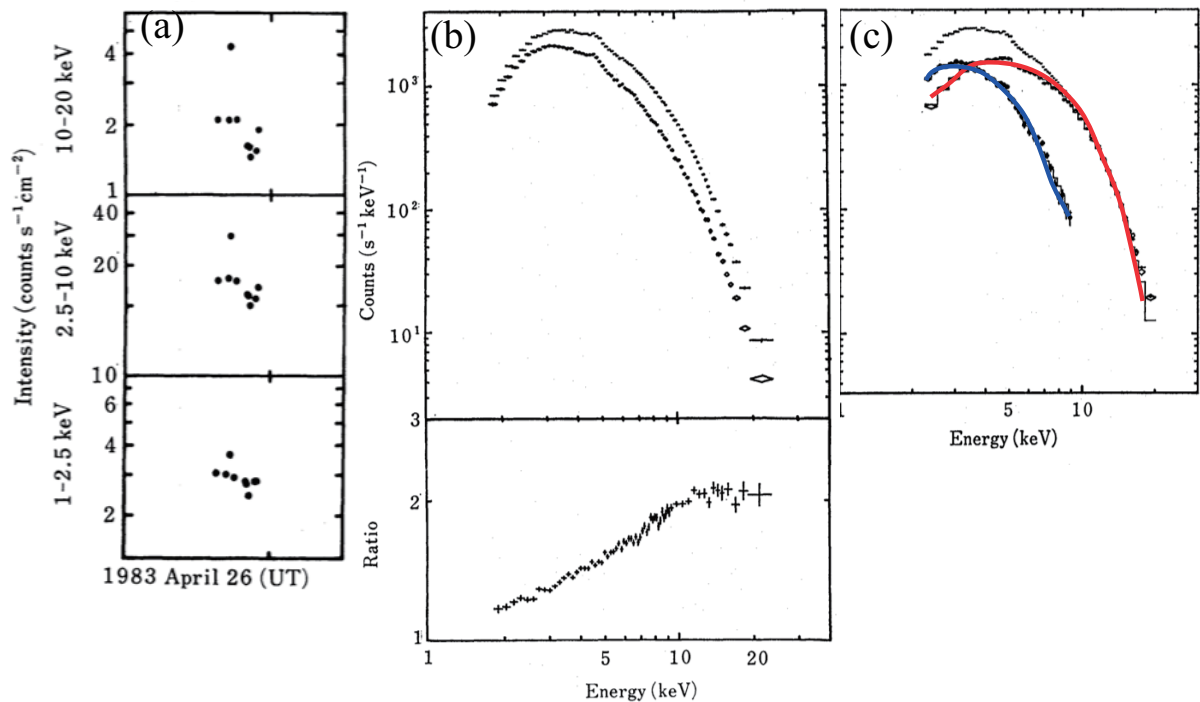 (a)
Intensity (counts s⁻¹cm⁻²)
10-20 keV
4
2
1
2.5-10 keV
40
20
10
1-2.5 keV
6
4
2
1983 April 26 (UT)
(b)
Counts (s⁻¹ keV⁻¹)
10³
10²
10¹
3
3
Ratio
2
1
1
5
10
20
Energy (keV)
(c)
1
5
10
Energy (keV)